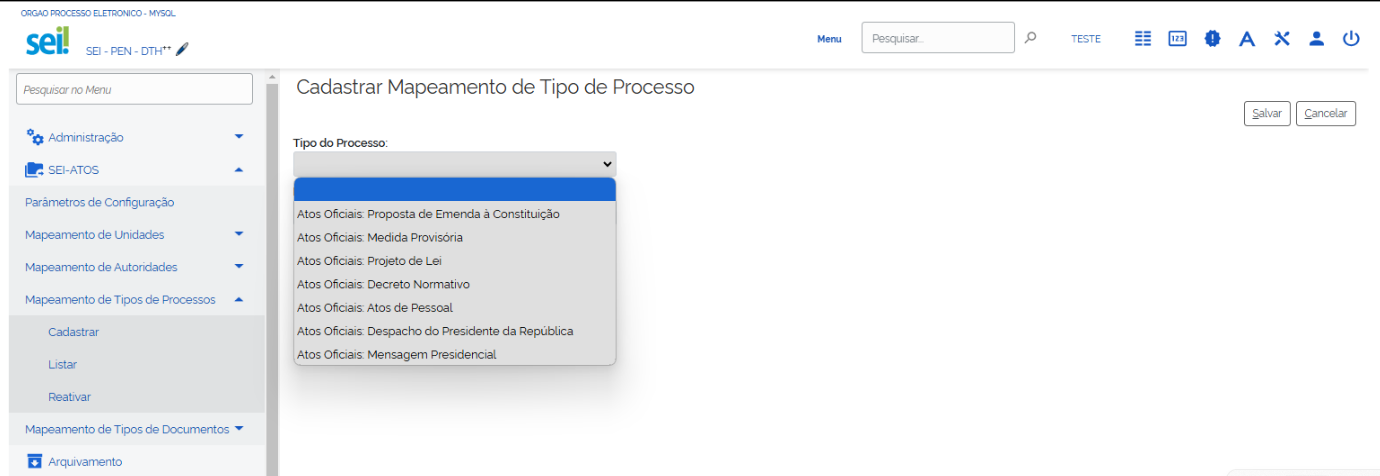 ORGAO PROCESSO ELETRONICO - MYSQL
sei!
SEI - PEN - DTH++
Menu
Pesquisar...
TESTE
123
A
Pesquisar no Menu
Administração
SEI-ATOS
Parâmetros de Configuração
Mapeamento de Unidades
Mapeamento de Autoridades
Mapeamento de Tipos de Processos
Cadastrar
Listar
Reativar
Mapeamento de Tipos de Documentos
Arquivamento
Cadastrar Mapeamento de Tipo de Processo
Salvar
Cancelar
Tipo do Processo:
Atos Oficiais: Proposta de Emenda à Constituição
Atos Oficiais: Medida Provisória
Atos Oficiais: Projeto de Lei
Atos Oficiais: Decreto Normativo
Atos Oficiais: Atos de Pessoal
Atos Oficiais: Despacho do Presidente da República
Atos Oficiais: Mensagem Presidencial